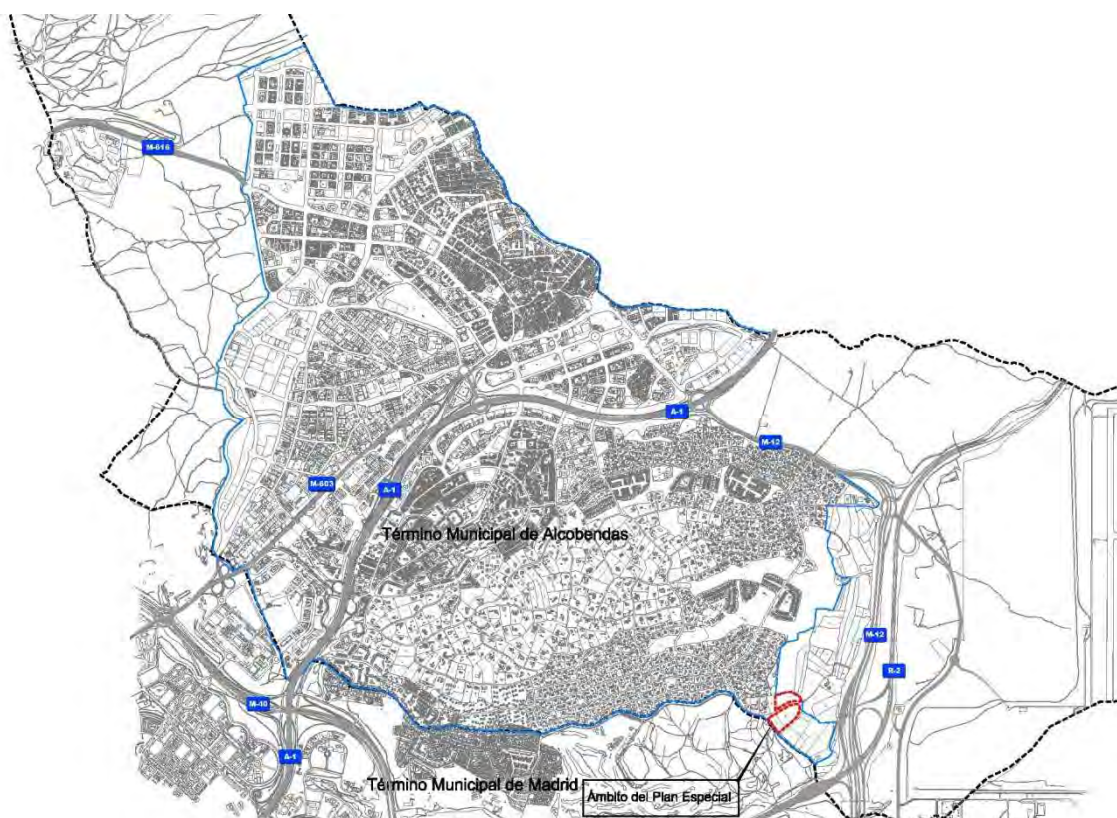 M-616
A-1
M-12
M-603
A-1
Término Municipal de Alcobendas
M-12
R-2
M-40
A-1
Término Municipal de Madrid
Ámbito del Plan Especial